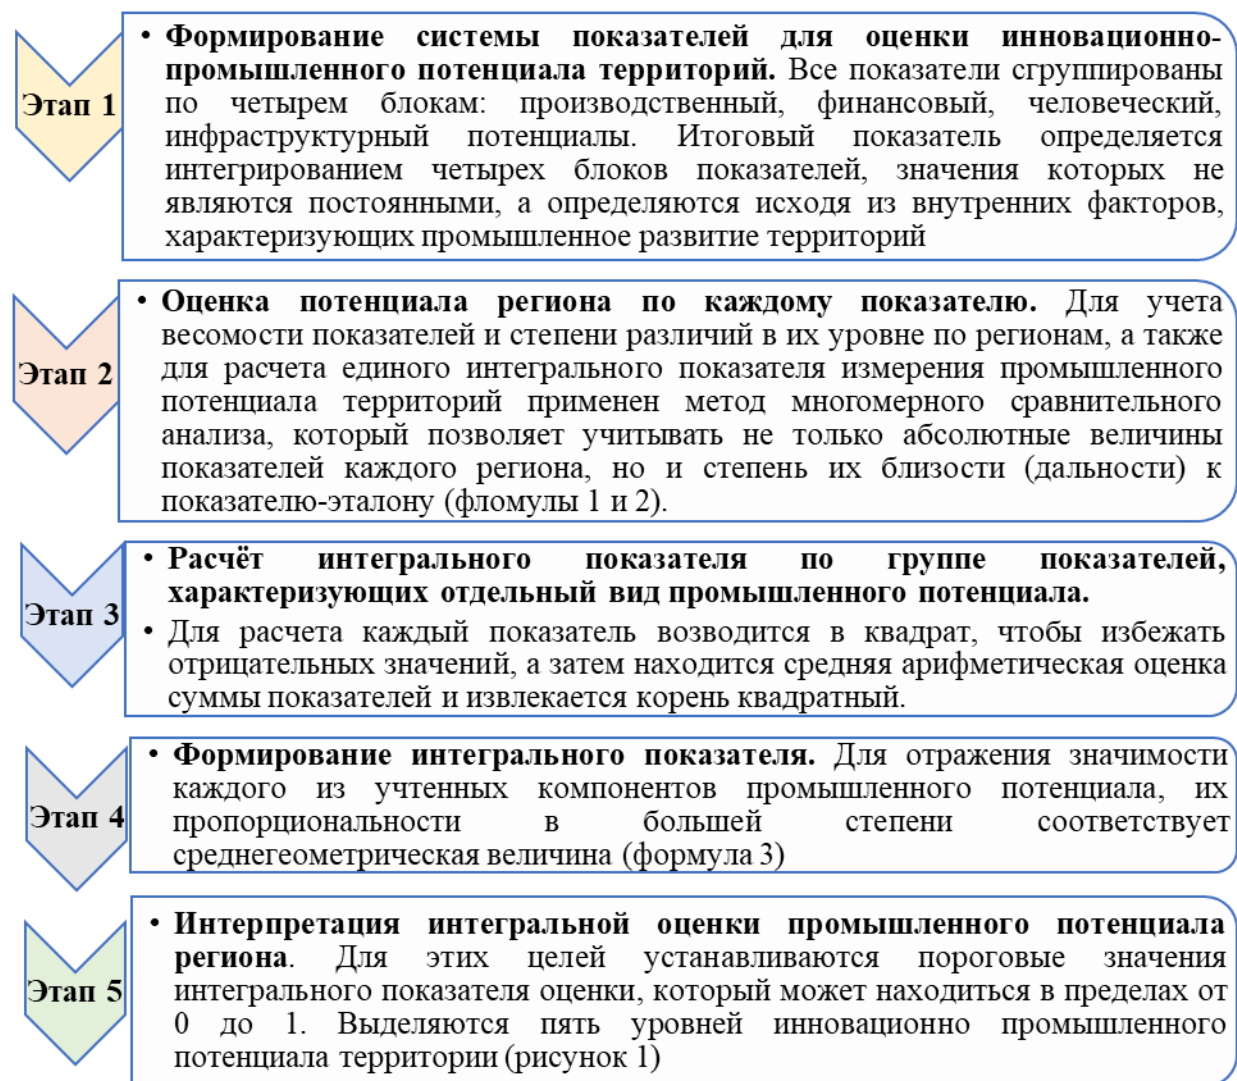 Этап 1
• Формирование системы показателей для оценки инновационно-
промышленного потенциала территорий. Все показатели сгруппированы
по четырем блокам: производственный, финансовый, человеческий,
инфраструктурный потенциалы. Итоговый показатель определяется
интегрированием четырех блоков показателей, значения которых не
являются постоянными, а определяются исходя из внутренних факторов,
характеризующих промышленное развитие территорий
Этап 2
• Оценка потенциала региона по каждому показателю. Для учета
весомости показателей и степени различий в их уровне по регионам, а также
для расчета единого интегрального показателя измерения промышленного
потенциала территорий применен метод многомерного сравнительного
анализа, который позволяет учитывать не только абсолютные величины
показателей каждого региона, но и степень их близости (дальности) к
показателю-эталону (фломулы 1 и 2).
Этап 3
• Расчёт интегрального показателя по группе показателей,
характеризующих отдельный вид промышленного потенциала.
• Для расчета каждый показатель возводится в квадрат, чтобы избежать
отрицательных значений, а затем находится средняя арифметическая оценка
суммы показателей и извлекается корень квадратный.
Этап 4
• Формирование интегрального показателя. Для отражения значимости
каждого из учтенных компонентов промышленного потенциала, их
пропорциональности в большей степени соответствует
среднегеометрическая величина (формула 3)
Этап 5
• Интерпретация интегральной оценки промышленного потенциала
региона. Для этих целей устанавливаются пороговые значения
интегрального показателя оценки, который может находиться в пределах от
0 до 1. Выделяются пять уровней инновационно промышленного
потенциала территории (рисунок 1)